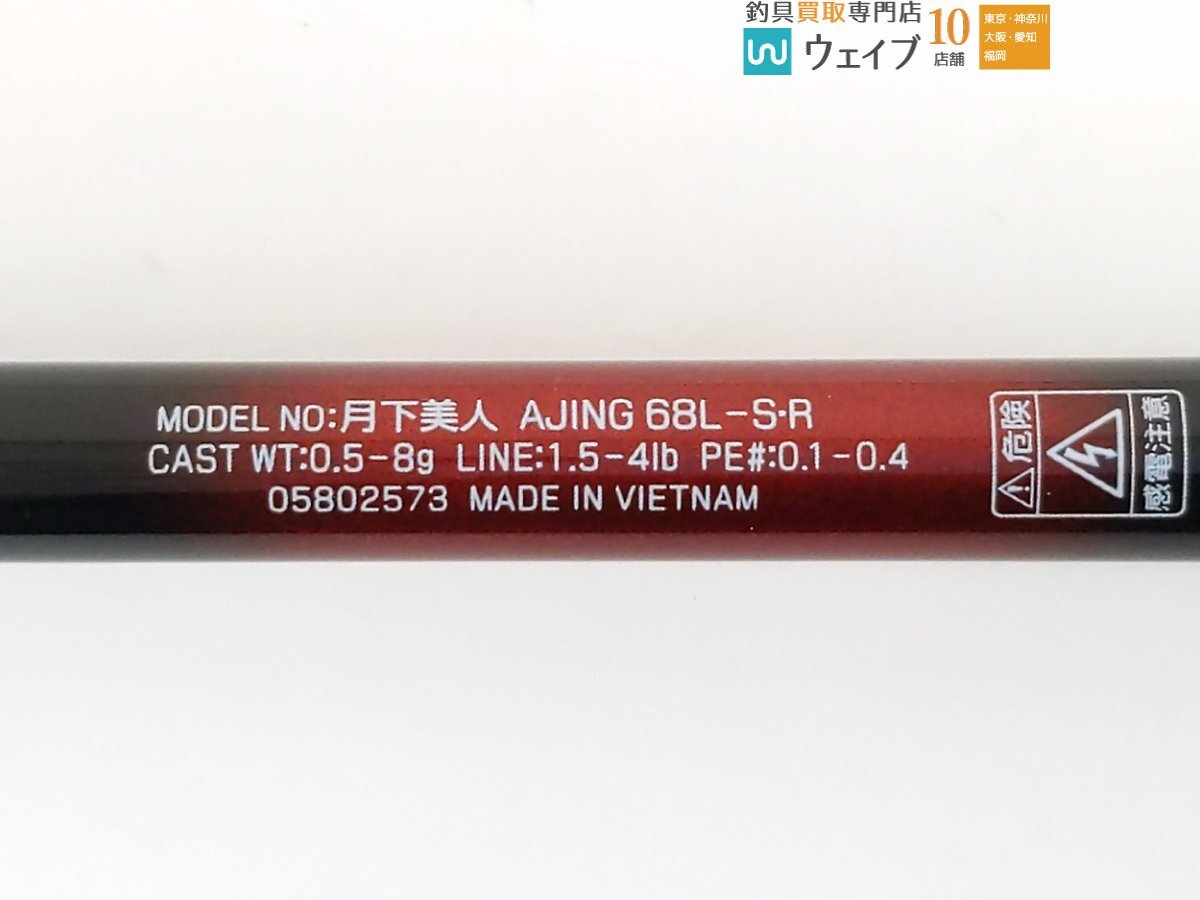 釣具買取専門店
ウェイブ
10
店舗
東京・神奈川
大阪・愛知
福岡
MODEL NO:月下美人 AJING 68L-S・R
CAST WT:0.5-8g LINE:1.5-4lb PE#:0.1-0.4
05802573 MADE IN VIETNAM
危険
感電注意